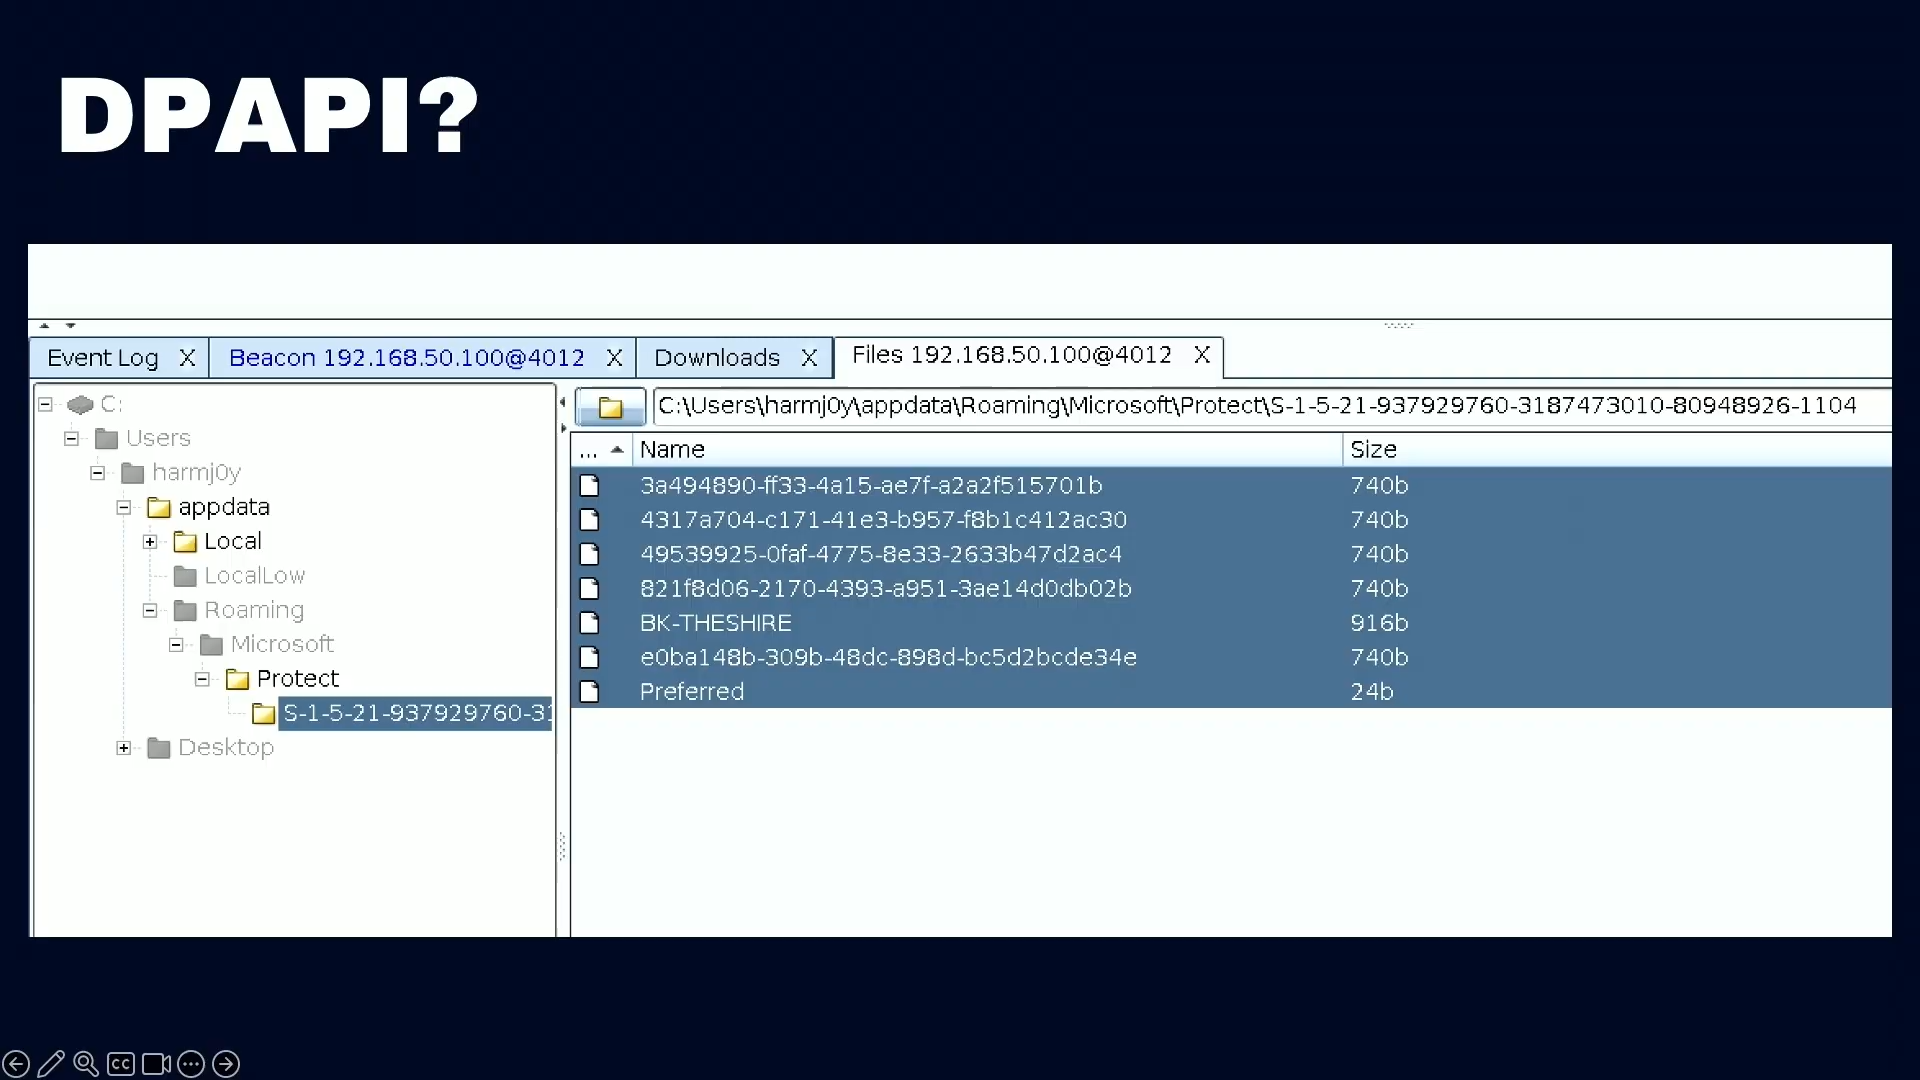 DPAPI?
Event Log X Beacon 192.168.50.100@4012 X Downloads X Files 192.168.50.100@4012 X
C:
C:\Users\harmj0y\appdata\Roaming\Microsoft\Protect\S-1-5-21-937929760-3187473010-80948926-1104
Users
harmj0y
appdata
Local
LocalLow
Roaming
Microsoft
Protect
S-1-5-21-937929760-31
Desktop
... Name Size
3a494890-ff33-4a15-ae7f-a2a2f515701b 740b
4317a704-c171-41e3-b957-f8b1c412ac30 740b
49539925-0faf-4775-8e33-2633b47d2ac4 740b
821f8d06-2170-4393-a951-3ae14d0db02b 740b
BK-THESHIRE 916b
e0ba148b-309b-48dc-898d-bc5d2bcde34e 740b
Preferred 24b
CC